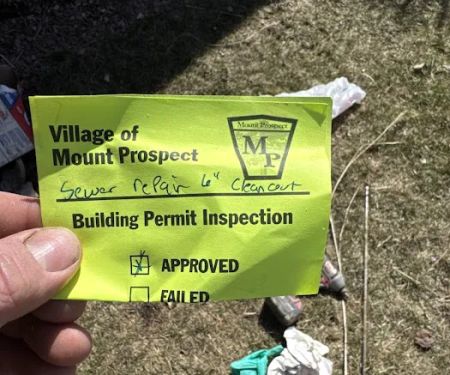 Village of
Mount Prospect
Mount Prospect
MP
Sewer repair 6" Cleanout
Building Permit Inspection
APPROVED
FAILED